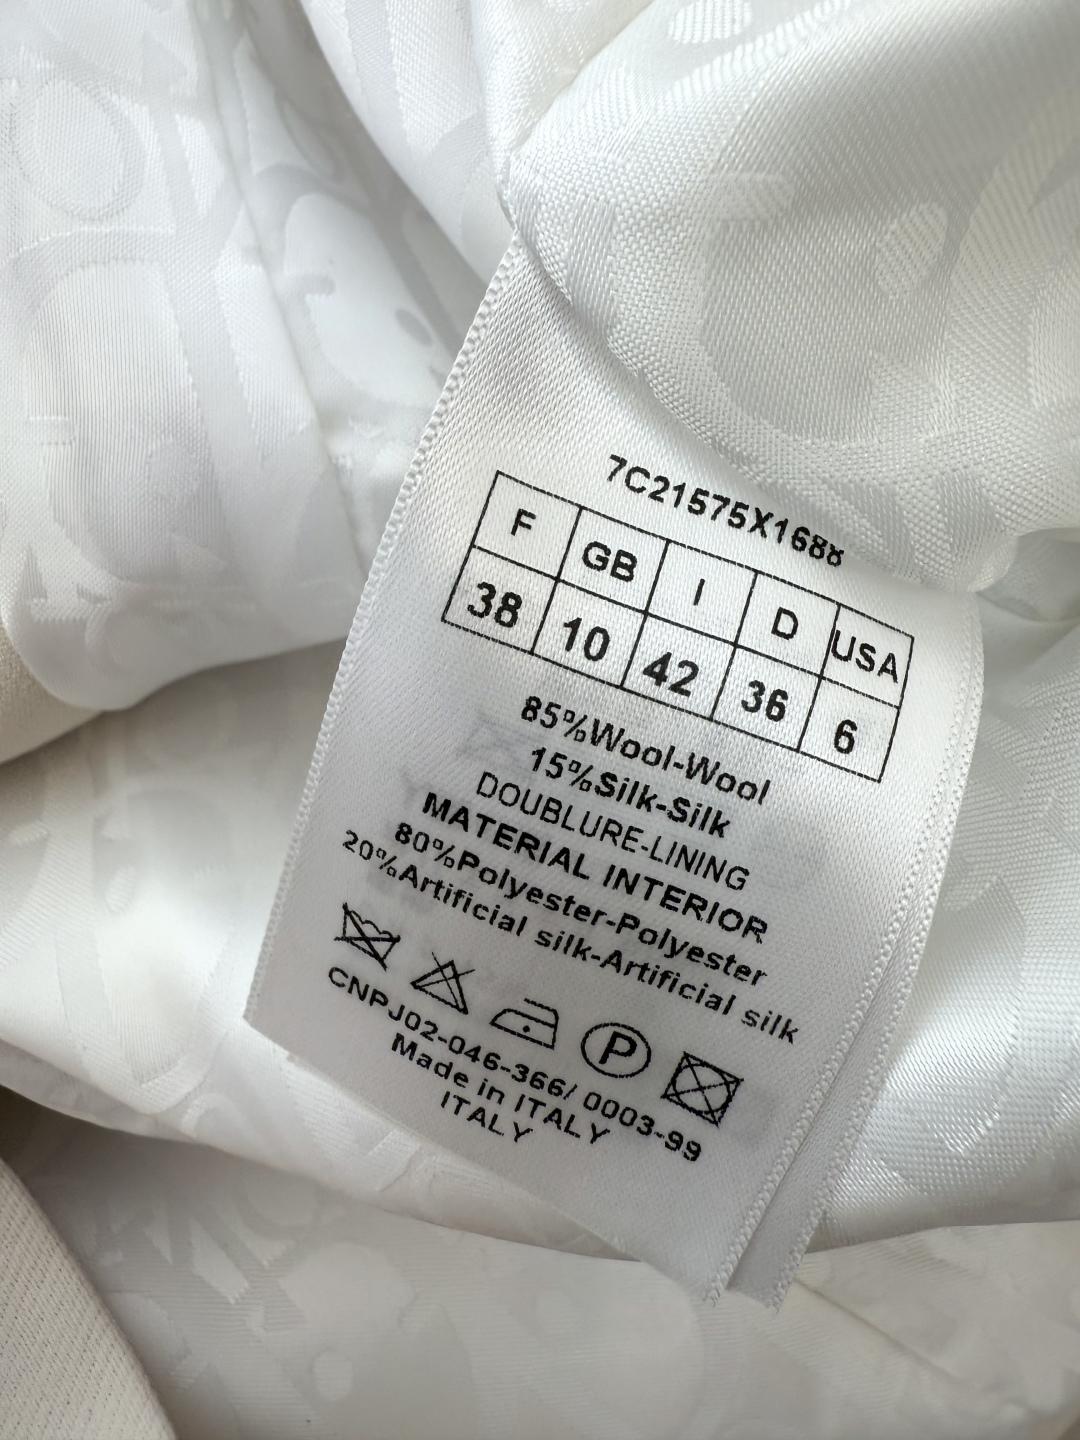 7C21575X1688
F GB I D USA
38 10 42 36 6
85%Wool-Wool
15%Silk-Silk
DOUBLURE-LINING
MATERIAL INTERIOR
80%Polyester-Polyester
20%Artificial silk-Artificial silk
P
CNPJ02-046-366/ 0003-99
Made in ITALY
ITALY